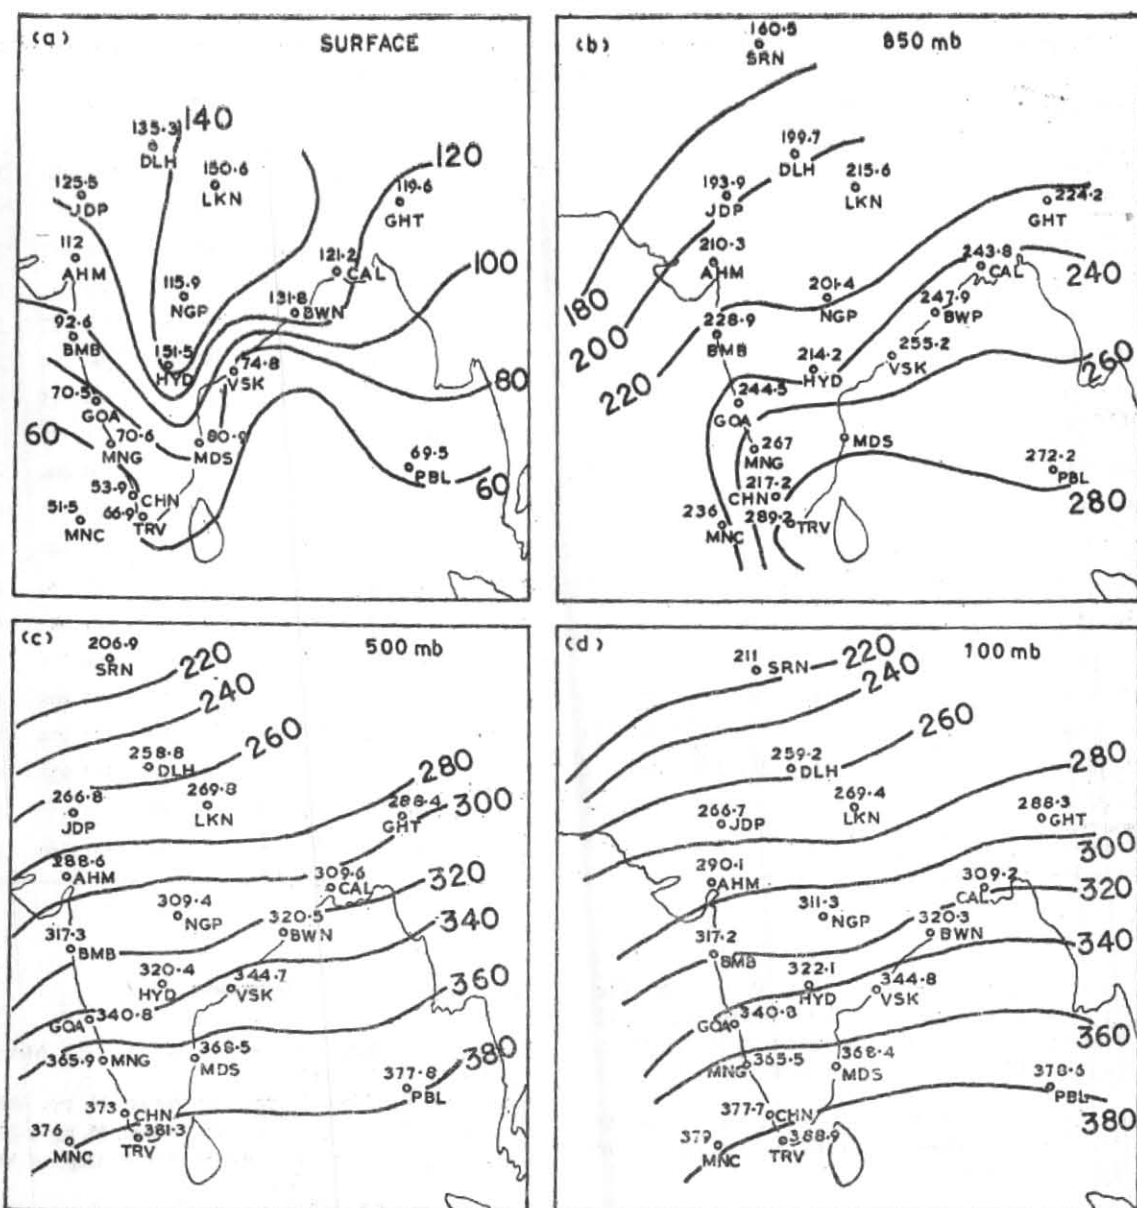 (a)
SURFACE
135·3
DLH
140
150·6
LKN
120
119·6
GHT
125·5
JDP
112
AHM
121·2
CAL
100
115·9
NGP
131·8
BWN
92·6
BMB
151·5
HYD
74·8
VSK
80
70·5
GOA
60
70·6
MNG
80·9
MDS
69·5
PBL
60
53·9
CHN
51·5
MNC
66·9
TRV
(b)
160·5
SRN
850 mb
199·7
DLH
193·9
JDP
215·6
LKN
224·2
GHT
210·3
AHM
243·8
CAL
240
180
201·4
NGP
247·9
BWP
200
228·9
BMB
214·2
HYD
255·2
VSK
260
220
244·5
GOA
267
MNG
MDS
272·2
PBL
280
217·2
CHN
236
MNC
289·2
TRV
(c)
206·9
SRN
500 mb
220
240
260
258·8
DLH
280
266·8
JDP
269·8
LKN
288·4
GHT
300
288·6
AHM
309·6
CAL
320
309·4
NGP
320·5
BWN
340
317·3
BMB
320·4
HYD
344·7
VSK
360
GOA
340·8
365·9
MNG
368·5
MDS
380
377·8
PBL
373
CHN
376
MNC
381·3
TRV
(d)
211
SRN
220
100 mb
240
260
259·2
DLH
280
266·7
JDP
269·4
LKN
288·3
GHT
300
290·1
AHM
309·2
CAL
320
311·3
NGP
320·3
BWN
340
317·2
BMB
322·1
HYD
344·8
VSK
GOA
340·8
360
MNG
365·5
368·4
MDS
378·6
PBL
380
377·7
CHN
379
MNC
388·9
TRV